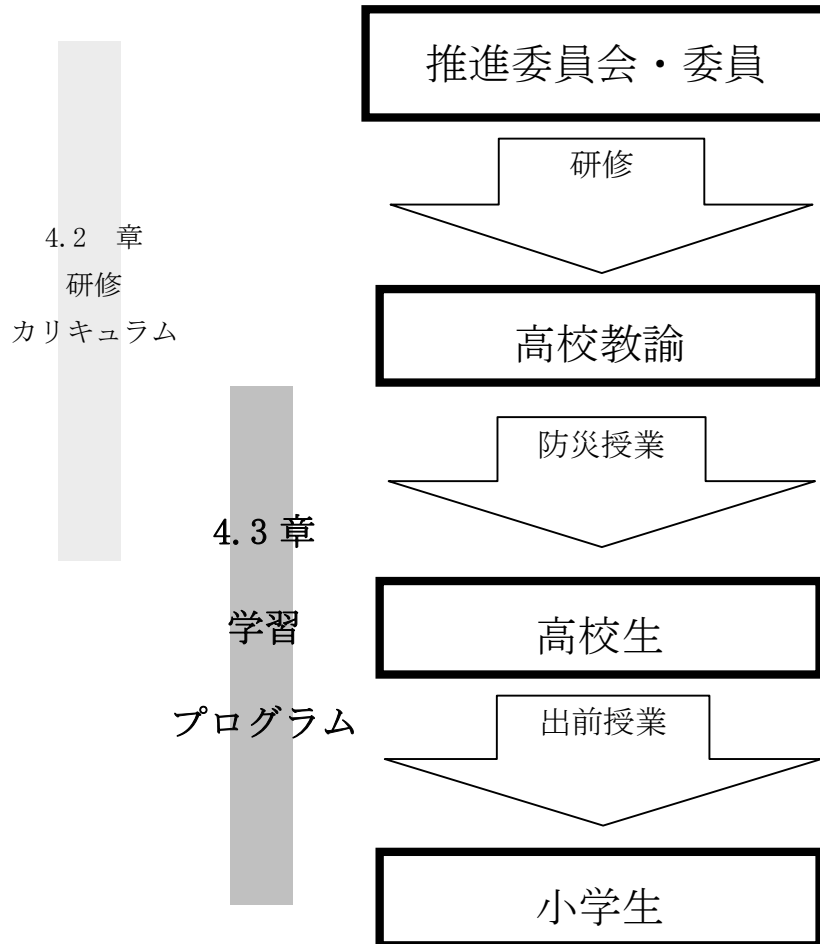 推進委員会・委員
研修
4.2 章
研修
カリキュラム
高校教諭
防災授業
4.3 章
学習
プログラム
高校生
出前授業
小学生